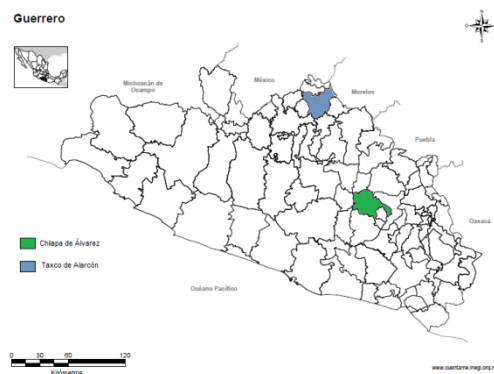 Guerrero
Michoacán de
Ocampo
México
Morelos
Puebla
Oaxaca
Chilapa de Álvarez
Taxco de Alarcón
Océano Pacífico
0 30 60 120
Kilómetros
www.cuentame.inegi.org.m